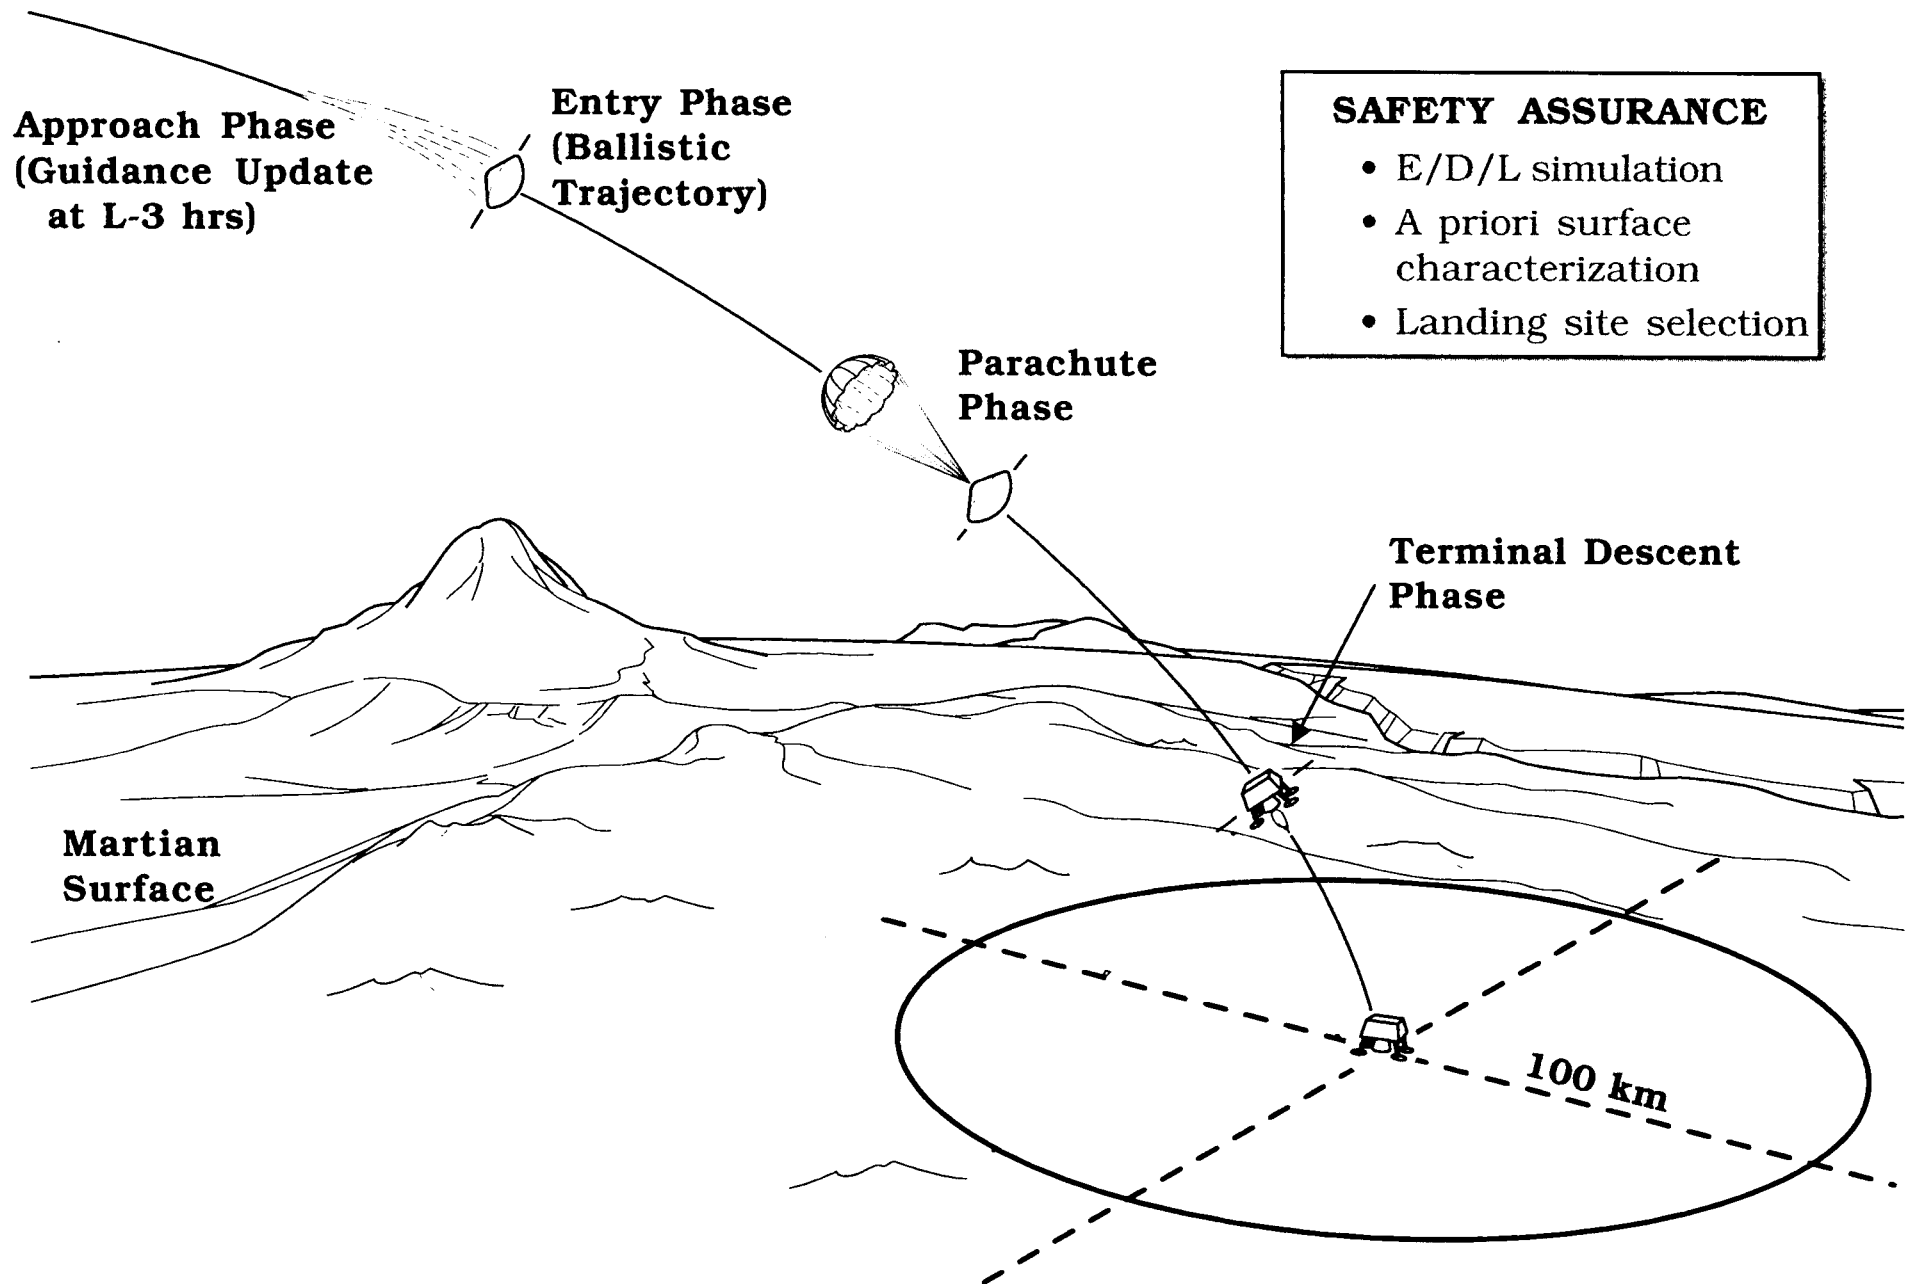 Approach Phase
(Guidance Update
at L-3 hrs)
Entry Phase
(Ballistic
Trajectory)
SAFETY ASSURANCE
• E/D/L simulation
• A priori surface
characterization
• Landing site selection
Parachute
Phase
Terminal Descent
Phase
Martian
Surface
100 km